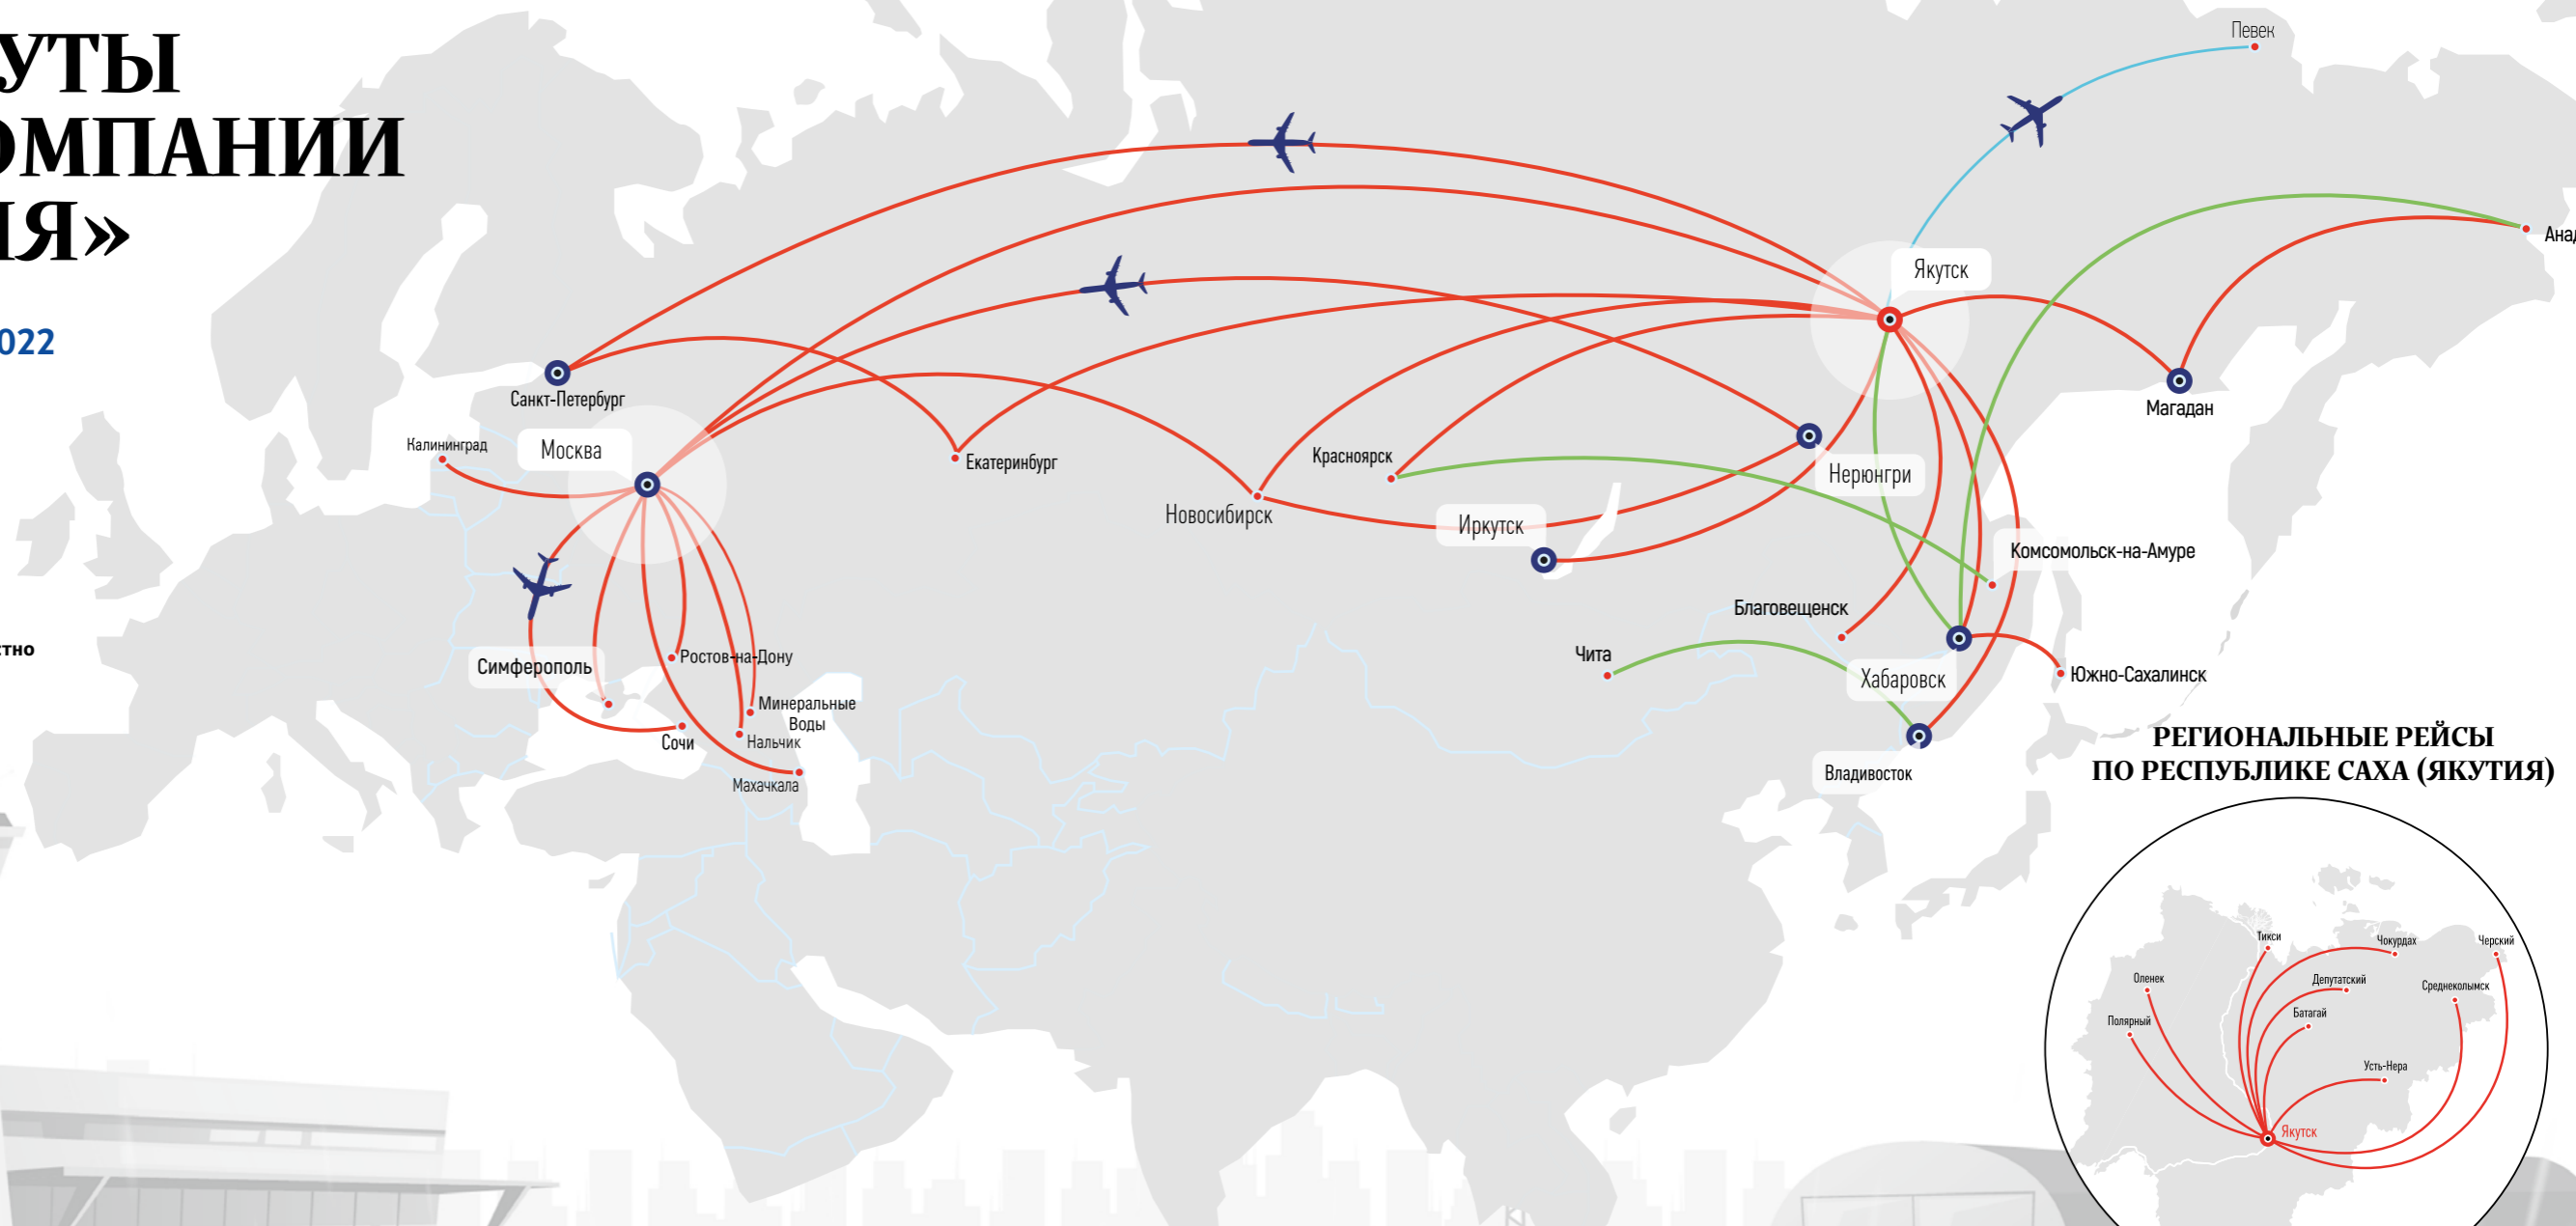 УТЫ
ОМПАНИИ
ИЯ»
022
стно
Певек
Анад
Якутск
Магадан
Санкт-Петербург
Калининград
Москва
Екатеринбург
Красноярск
Новосибирск
Нерюнгри
Иркутск
Комсомольск-на-Амуре
Благовещенск
Чита
Хабаровск
Южно-Сахалинск
Владивосток
Симферополь
Ростов-на-Дону
Минеральные
Воды
Сочи
Нальчик
Махачкала
РЕГИОНАЛЬНЫЕ РЕЙСЫ
ПО РЕСПУБЛИКЕ САХА (ЯКУТИЯ)
Тикси
Чокурдах
Черский
Оленек
Депутатский
Среднеколымск
Полярный
Батагай
Усть-Нера
Якутск